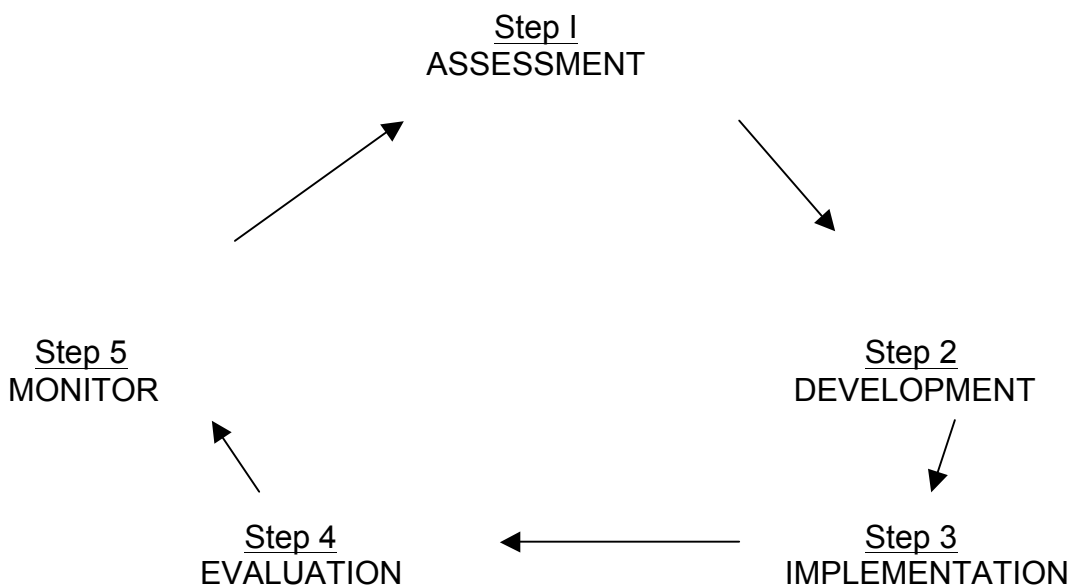 Step I
ASSESSMENT
Step 2
DEVELOPMENT
Step 3
IMPLEMENTATION
Step 4
EVALUATION
Step 5
MONITOR